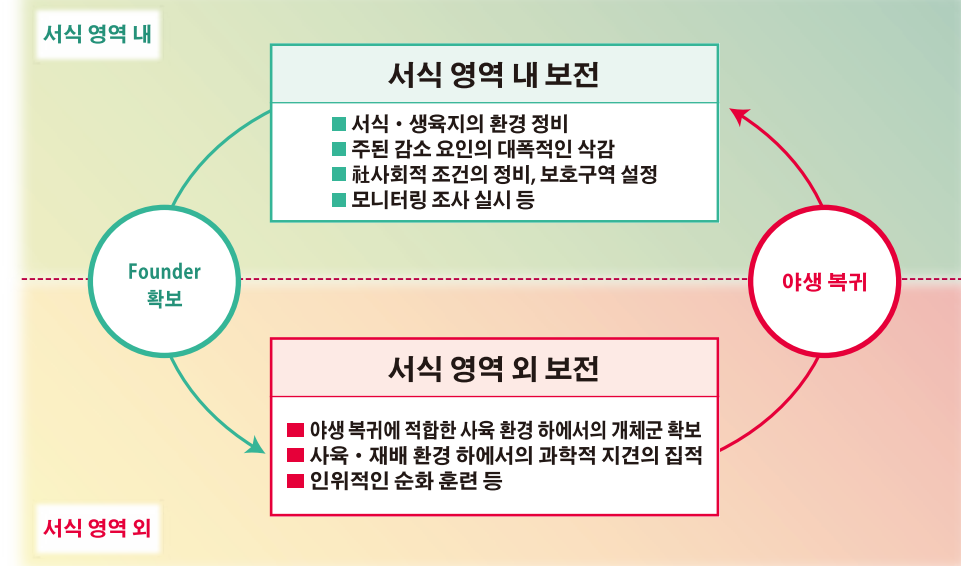 서식 영역 내
서식 영역 내 보전
서식・생육지의 환경 정비
주된 감소 요인의 대폭적인 삭감
社사회적 조건의 정비, 보호구역 설정
모니터링 조사 실시 등
Founder
확보
야생 복귀
서식 영역 외 보전
야생 복귀에 적합한 사육 환경 하에서의 개체군 확보
사육・재배 환경 하에서의 과학적 지견의 집적
인위적인 순화 훈련 등
서식 영역 외